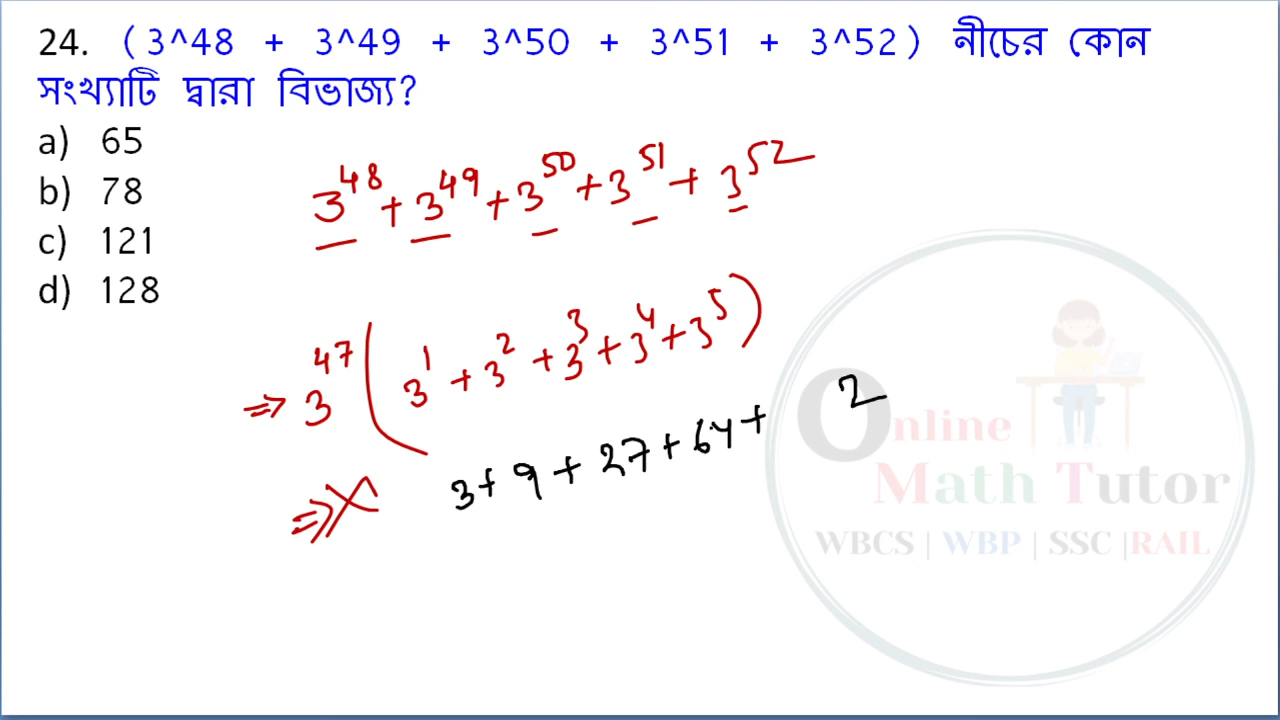 24. (3^48 + 3^49 + 3^50 + 3^51 + 3^52) নীচের কোন
সংখ্যাটি দ্বারা বিভাজ্য?
a) 65
b) 78
c) 121
d) 128
3^48 + 3^49 + 3^50 + 3^51 + 3^52
⇒ 3^47 ( 3^1 + 3^2 + 3^3 + 3^4 + 3^5 )
⇒ 3 + 9 + 27 + 64 + 2
Online
Math Tutor
WBCS | WBP | SSC |RAIL